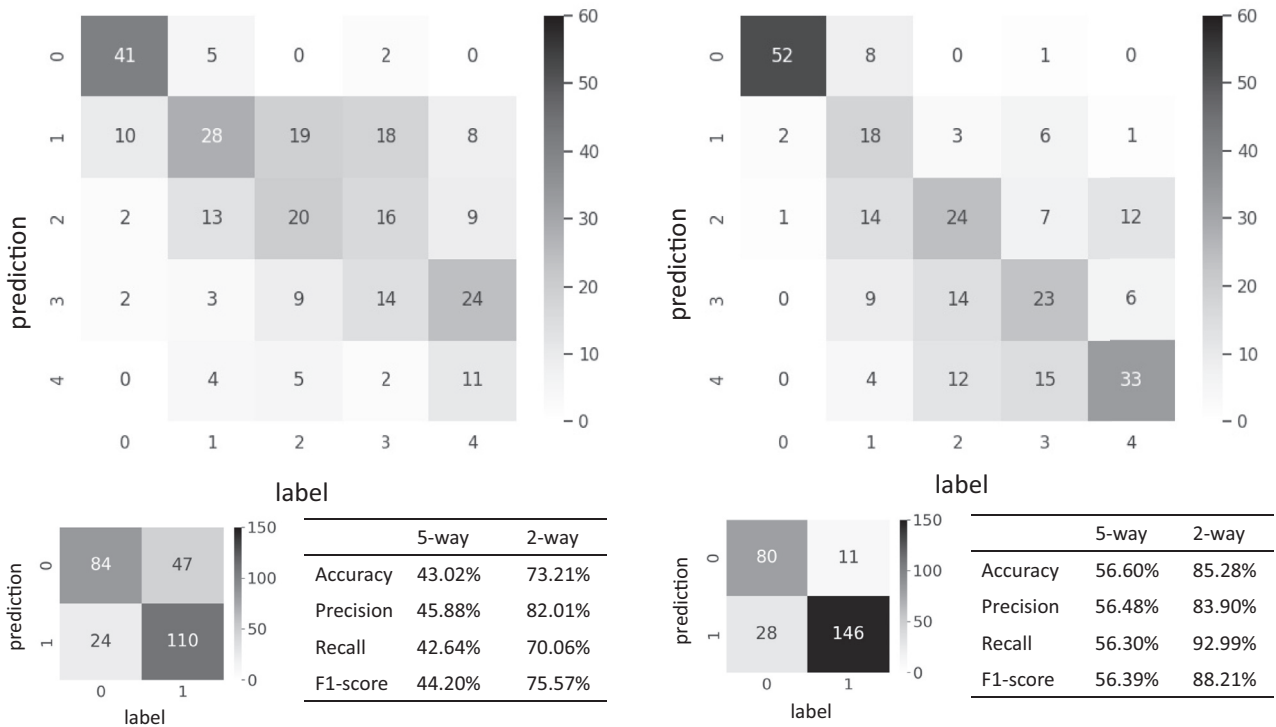 60
0 41 5 0 2 0
50
1 10 28 19 18 8
40
2 2 13 20 16 9
30
3 2 3 9 14 24
20
4 0 4 5 2 11
10
0
0 1 2 3 4
prediction
label
60
0 52 8 0 1 0
50
1 2 18 3 6 1
40
2 1 14 24 7 12
30
3 0 9 14 23 6
20
4 0 4 12 15 33
10
0
0 1 2 3 4
prediction
label
150
0 84 47
100
1 24 110
50
0
0 1
prediction
label
5-way 2-way
Accuracy 43.02% 73.21%
Precision 45.88% 82.01%
Recall 42.64% 70.06%
F1-score 44.20% 75.57%
150
0 80 11
100
1 28 146
50
0
0 1
prediction
label
5-way 2-way
Accuracy 56.60% 85.28%
Precision 56.48% 83.90%
Recall 56.30% 92.99%
F1-score 56.39% 88.21%